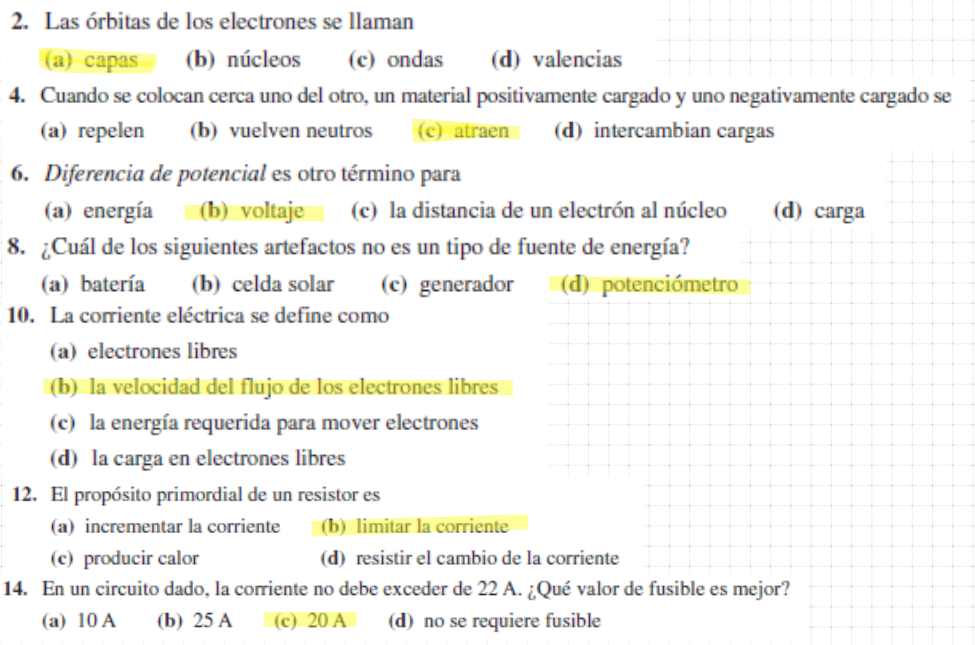 2. Las órbitas de los electrones se llaman
(a) capas (b) núcleos (c) ondas (d) valencias
4. Cuando se colocan cerca uno del otro, un material positivamente cargado y uno negativamente cargado se
(a) repelen (b) vuelven neutros (c) atraen (d) intercambian cargas
6. Diferencia de potencial es otro término para
(a) energía (b) voltaje (c) la distancia de un electrón al núcleo (d) carga
8. ¿Cuál de los siguientes artefactos no es un tipo de fuente de energía?
(a) batería (b) celda solar (c) generador (d) potenciómetro
10. La corriente eléctrica se define como
(a) electrones libres
(b) la velocidad del flujo de los electrones libres
(c) la energía requerida para mover electrones
(d) la carga en electrones libres
12. El propósito primordial de un resistor es
(a) incrementar la corriente (b) limitar la corriente
(c) producir calor (d) resistir el cambio de la corriente
14. En un circuito dado, la corriente no debe exceder de 22 A. ¿Qué valor de fusible es mejor?
(a) 10 A (b) 25 A (c) 20 A (d) no se requiere fusible